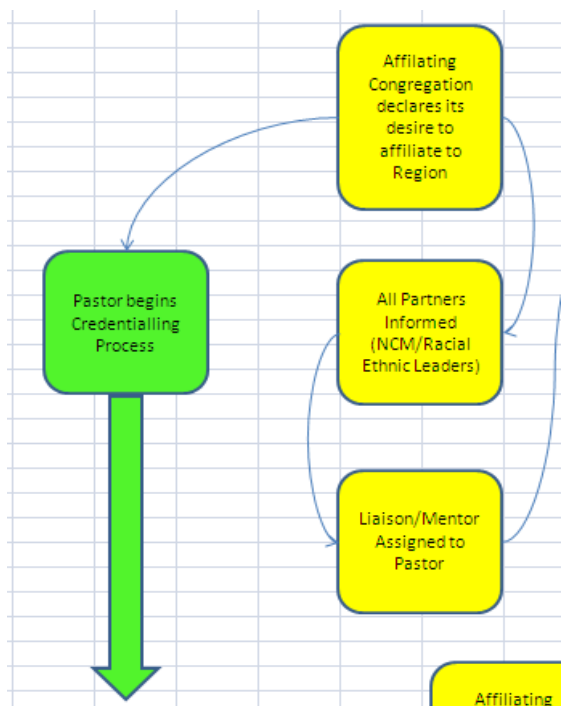 Affilating
Congregation
declares its
desire to
affiliate to
Region
Pastor begins
Credentialling
Process
All Partners
Informed
(NCM/Racial
Ethnic Leaders)
Liaison/Mentor
Assigned to
Pastor
Affiliating